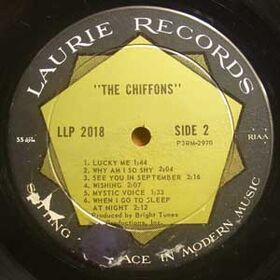 LAURIE RECORDS
"THE CHIFFONS"
LLP 2018 SIDE 2
RIAA
P3RM-2970
1. LUCKY ME 1:44
2. WHY AM I SO SHY 2:04
3. SEE YOU IN SEPTEMBER 2:16
4. WISHING 2:07
5. MYSTIC VOICE 1:33
6. WHEN I GO TO SLEEP
AT NIGHT 2:12
Produced by Bright Tunes
Productions, Inc.
ACE IN MODERN MUSIC